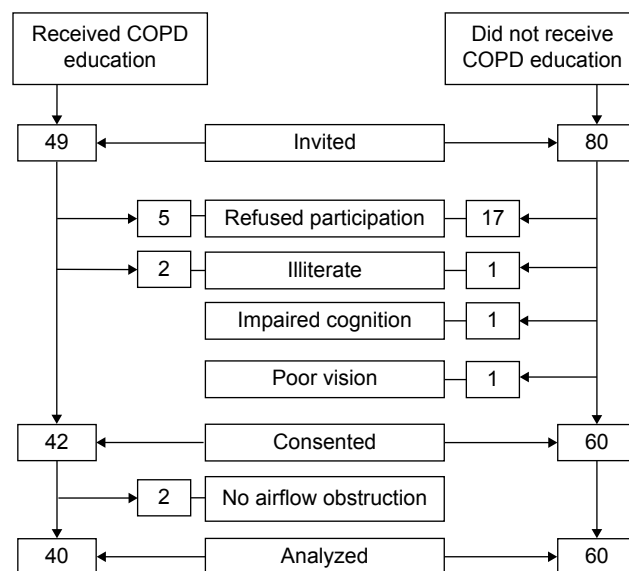 Received COPD
education
Did not receive
COPD education
49
Invited
80
5
Refused participation
17
2
Illiterate
1
Impaired cognition
1
Poor vision
1
42
Consented
60
2
No airflow obstruction
40
Analyzed
60